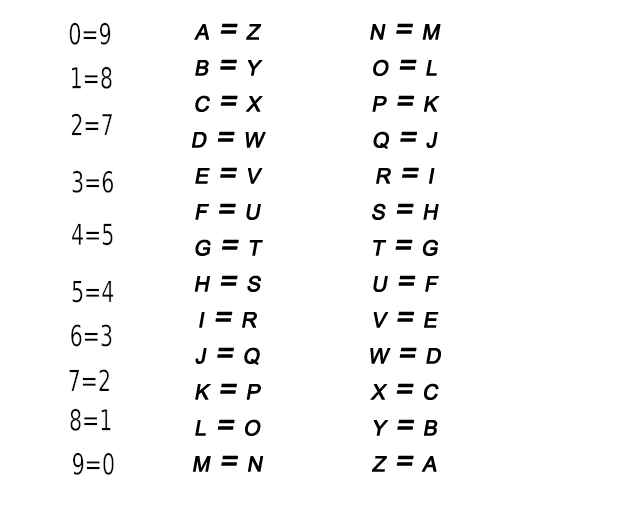 0=9
1=8
2=7
3=6
4=5
5=4
6=3
7=2
8=1
9=0
A = Z
B = Y
C = X
D = W
E = V
F = U
G = T
H = S
I = R
J = Q
K = P
L = O
M = N
N = M
O = L
P = K
Q = J
R = I
S = H
T = G
U = F
V = E
W = D
X = C
Y = B
Z = A